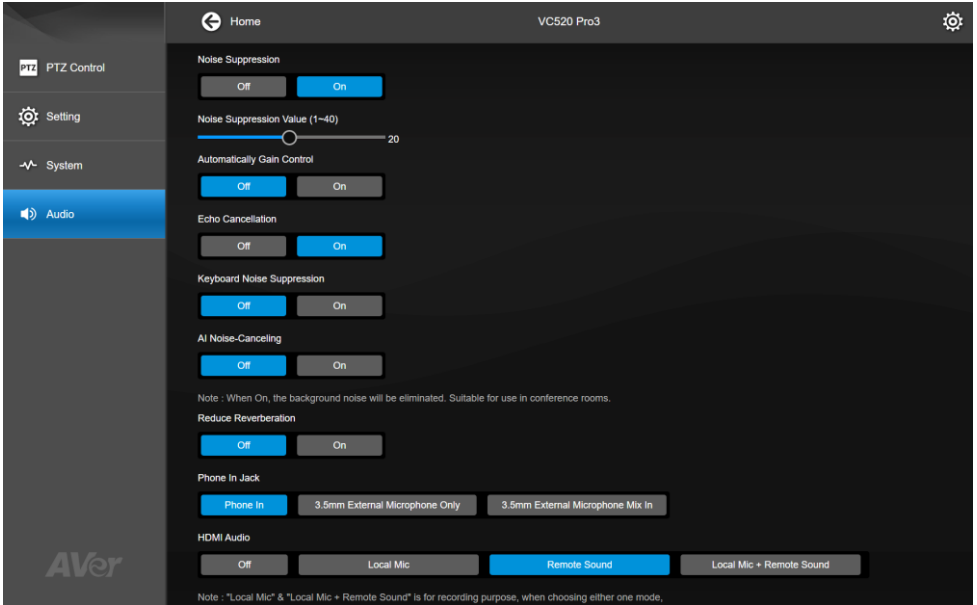 Home
VC520 Pro3
PTZ PTZ Control
Setting
System
Audio
Noise Suppression
Off On
Noise Suppression Value (1~40)
20
Automatically Gain Control
Off On
Echo Cancellation
Off On
Keyboard Noise Suppression
Off On
AI Noise-Canceling
Off On
Note : When On, the background noise will be eliminated. Suitable for use in conference rooms.
Reduce Reverberation
Off On
Phone In Jack
Phone In 3.5mm External Microphone Only 3.5mm External Microphone Mix In
HDMI Audio
Off Local Mic Remote Sound Local Mic + Remote Sound
Note : "Local Mic" & "Local Mic + Remote Sound" is for recording purpose, when choosing either one mode,
AVer